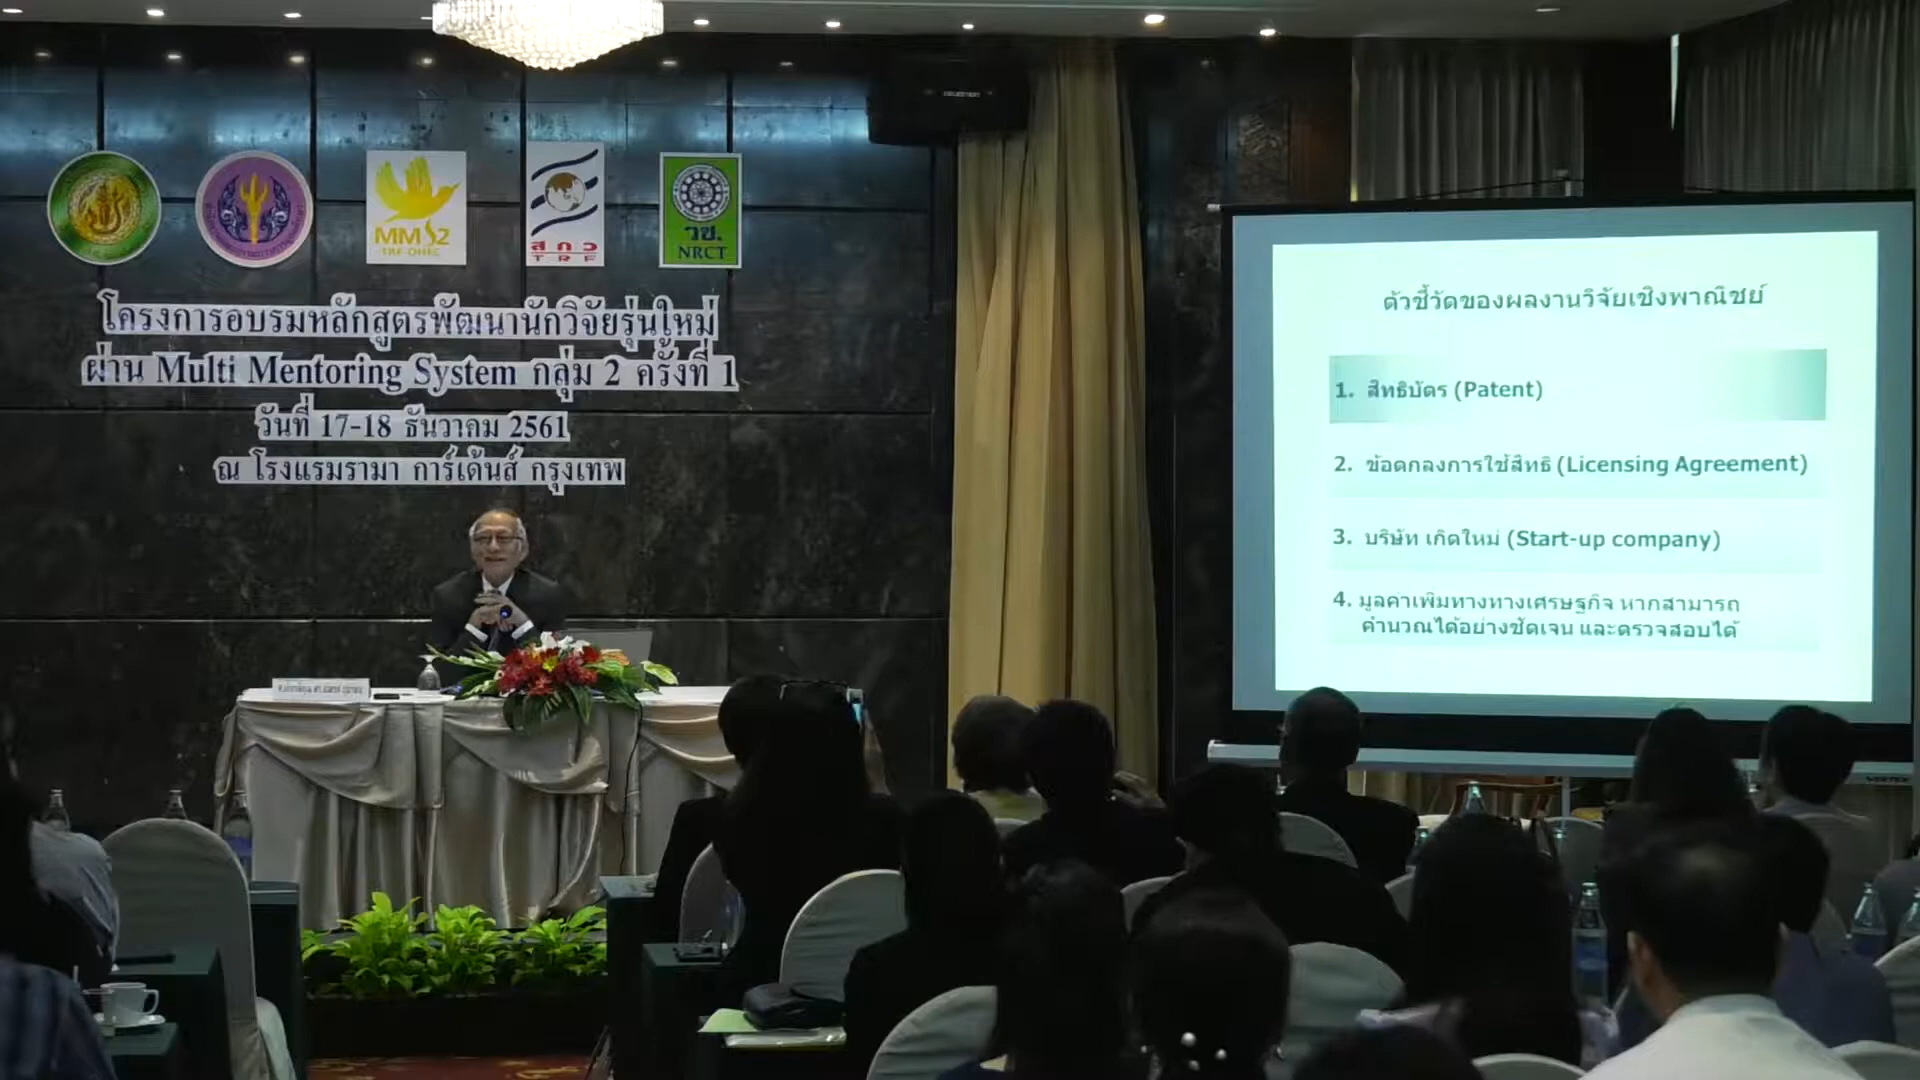 MM S2
TRF-OHEC
สกว
TRF
วช.
NRCT
โครงการอบรมหลักสูตรพัฒนานักวิจัยรุ่นใหม่
ผ่าน Multi Mentoring System กลุ่ม 2 ครั้งที่ 1
วันที่ 17-18 ธันวาคม 2561
ณ โรงแรมรามา การ์เด้นส์ กรุงเทพ
ตัวชี้วัดของผลงานวิจัยเชิงพาณิชย์
1. สิทธิบัตร (Patent)
2. ข้อตกลงการใช้สิทธิ (Licensing Agreement)
3. บริษัท เกิดใหม่ (Start-up company)
4. มูลค่าเพิ่มทางทางเศรษฐกิจ หากสามารถ
คำนวณได้อย่างชัดเจน และตรวจสอบได้
VERTEX